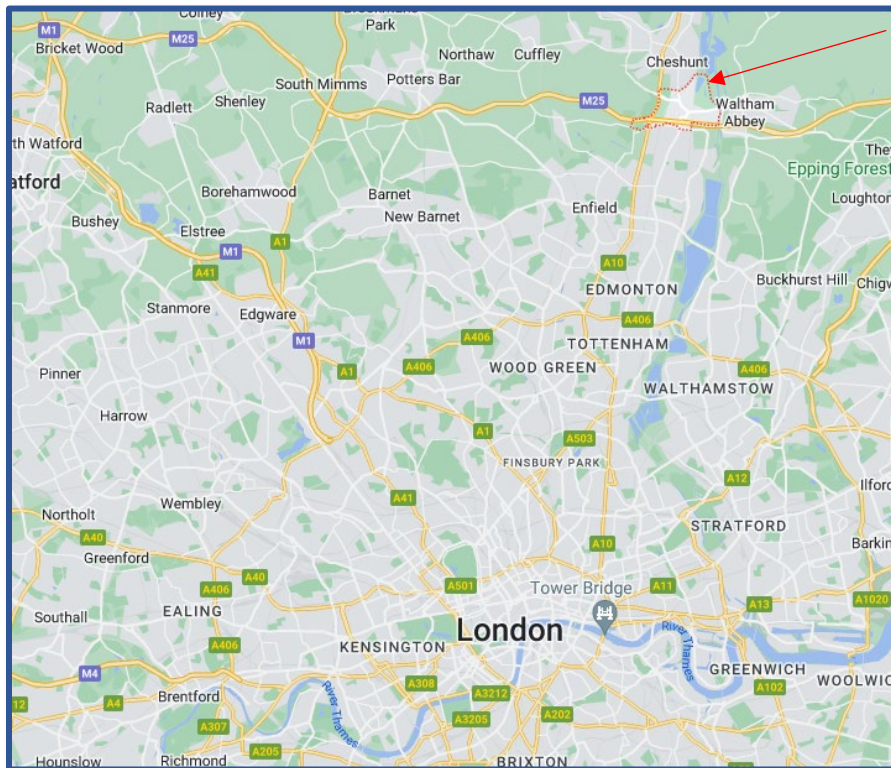 Colney
Brookmans
Park
M1
M25
Bricket Wood
Northaw
Cuffley
Cheshunt
South Mimms
Potters Bar
Radlett
Shenley
M25
Waltham
Abbey
th Watford
They
Epping Forest
atford
Borehamwood
Barnet
Loughton
New Barnet
Enfield
Bushey
Elstree
A1
M1
A41
A10
Buckhurst Hill
Chigw
EDMONTON
Stanmore
Edgware
A406
M1
A406
TOTTENHAM
A1
A406
WOOD GREEN
A406
Pinner
WALTHAMSTOW
Harrow
A1
A503
FINSBURY PARK
A12
Ilford
A41
Wembley
Northolt
STRATFORD
A40
A10
Barkin
Greenford
A406
A40
A501
Tower Bridge
A11
A1020
Southall
EALING
A13
London
River Thames
A406
KENSINGTON
GREENWICH
M4
A308
A3212
A102
WOOLWIC
Brentford
12
A4
River Thames
A307
A3205
A202
A205
Hounslow
Richmond
BRIXTON